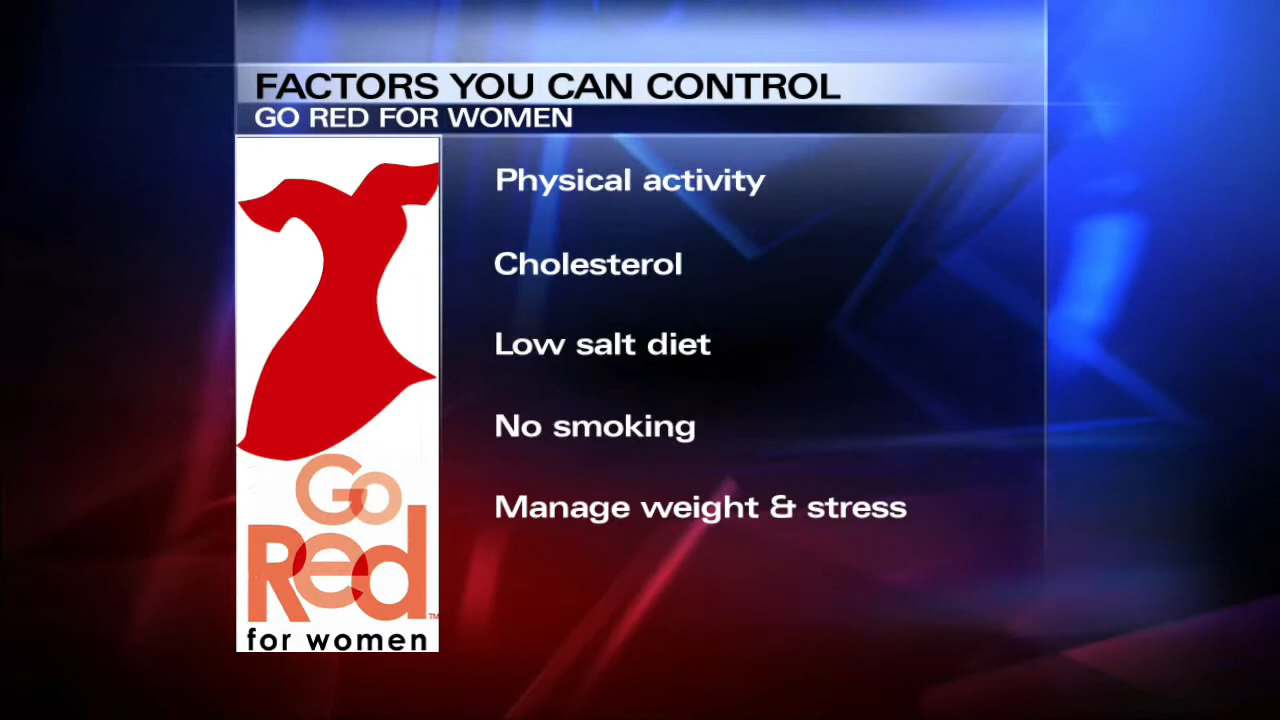 FACTORS YOU CAN CONTROL
GO RED FOR WOMEN
Physical activity
Cholesterol
Low salt diet
No smoking
Manage weight & stress
Go
Red™
for women